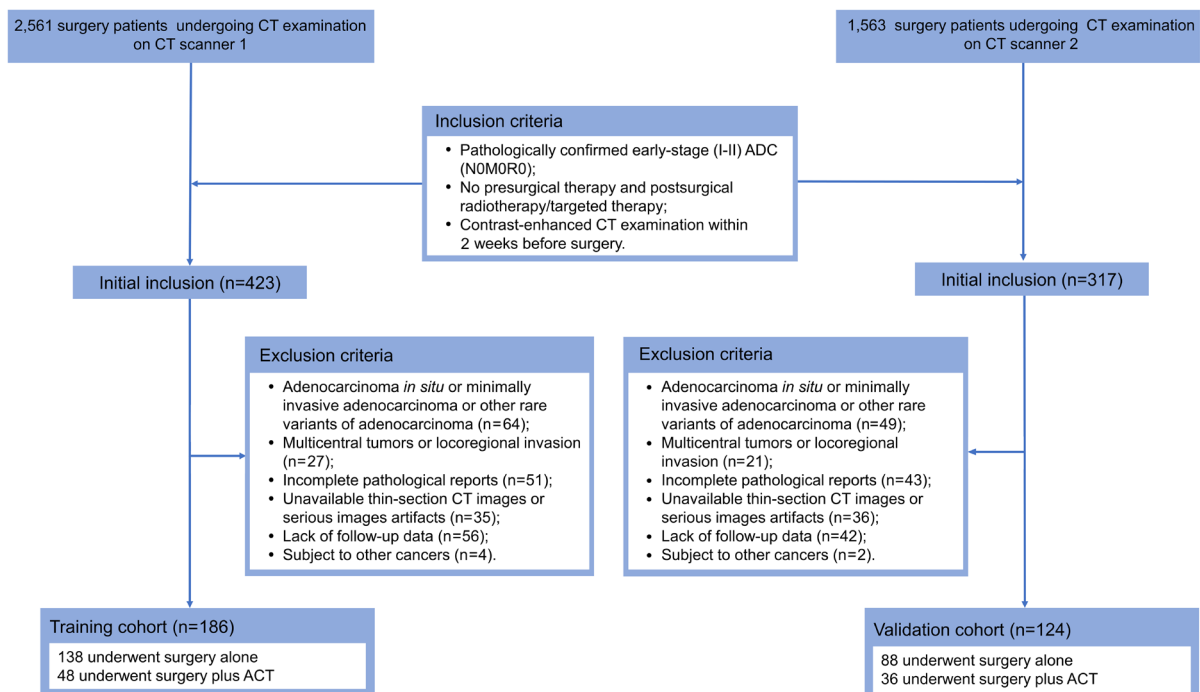 2,561 surgery patients undergoing CT examination
on CT scanner 1
1,563 surgery patients udergoing CT examination
on CT scanner 2
Inclusion criteria
• Pathologically confirmed early-stage (I-II) ADC
(N0M0R0);
• No presurgical therapy and postsurgical
radiotherapy/targeted therapy;
• Contrast-enhanced CT examination within
2 weeks before surgery.
Initial inclusion (n=423)
Initial inclusion (n=317)
Exclusion criteria
• Adenocarcinoma in situ or minimally
invasive adenocarcinoma or other rare
variants of adenocarcinoma (n=64);
• Multicentral tumors or locoregional invasion
(n=27);
• Incomplete pathological reports (n=51);
• Unavailable thin-section CT images or
serious images artifacts (n=35);
• Lack of follow-up data (n=56);
• Subject to other cancers (n=4).
Exclusion criteria
• Adenocarcinoma in situ or minimally
invasive adenocarcinoma or other rare
variants of adenocarcinoma (n=49);
• Multicentral tumors or locoregional
invasion (n=21);
• Incomplete pathological reports (n=43);
• Unavailable thin-section CT images or
serious images artifacts (n=36);
• Lack of follow-up data (n=42);
• Subject to other cancers (n=2).
Training cohort (n=186)
138 underwent surgery alone
48 underwent surgery plus ACT
Validation cohort (n=124)
88 underwent surgery alone
36 underwent surgery plus ACT